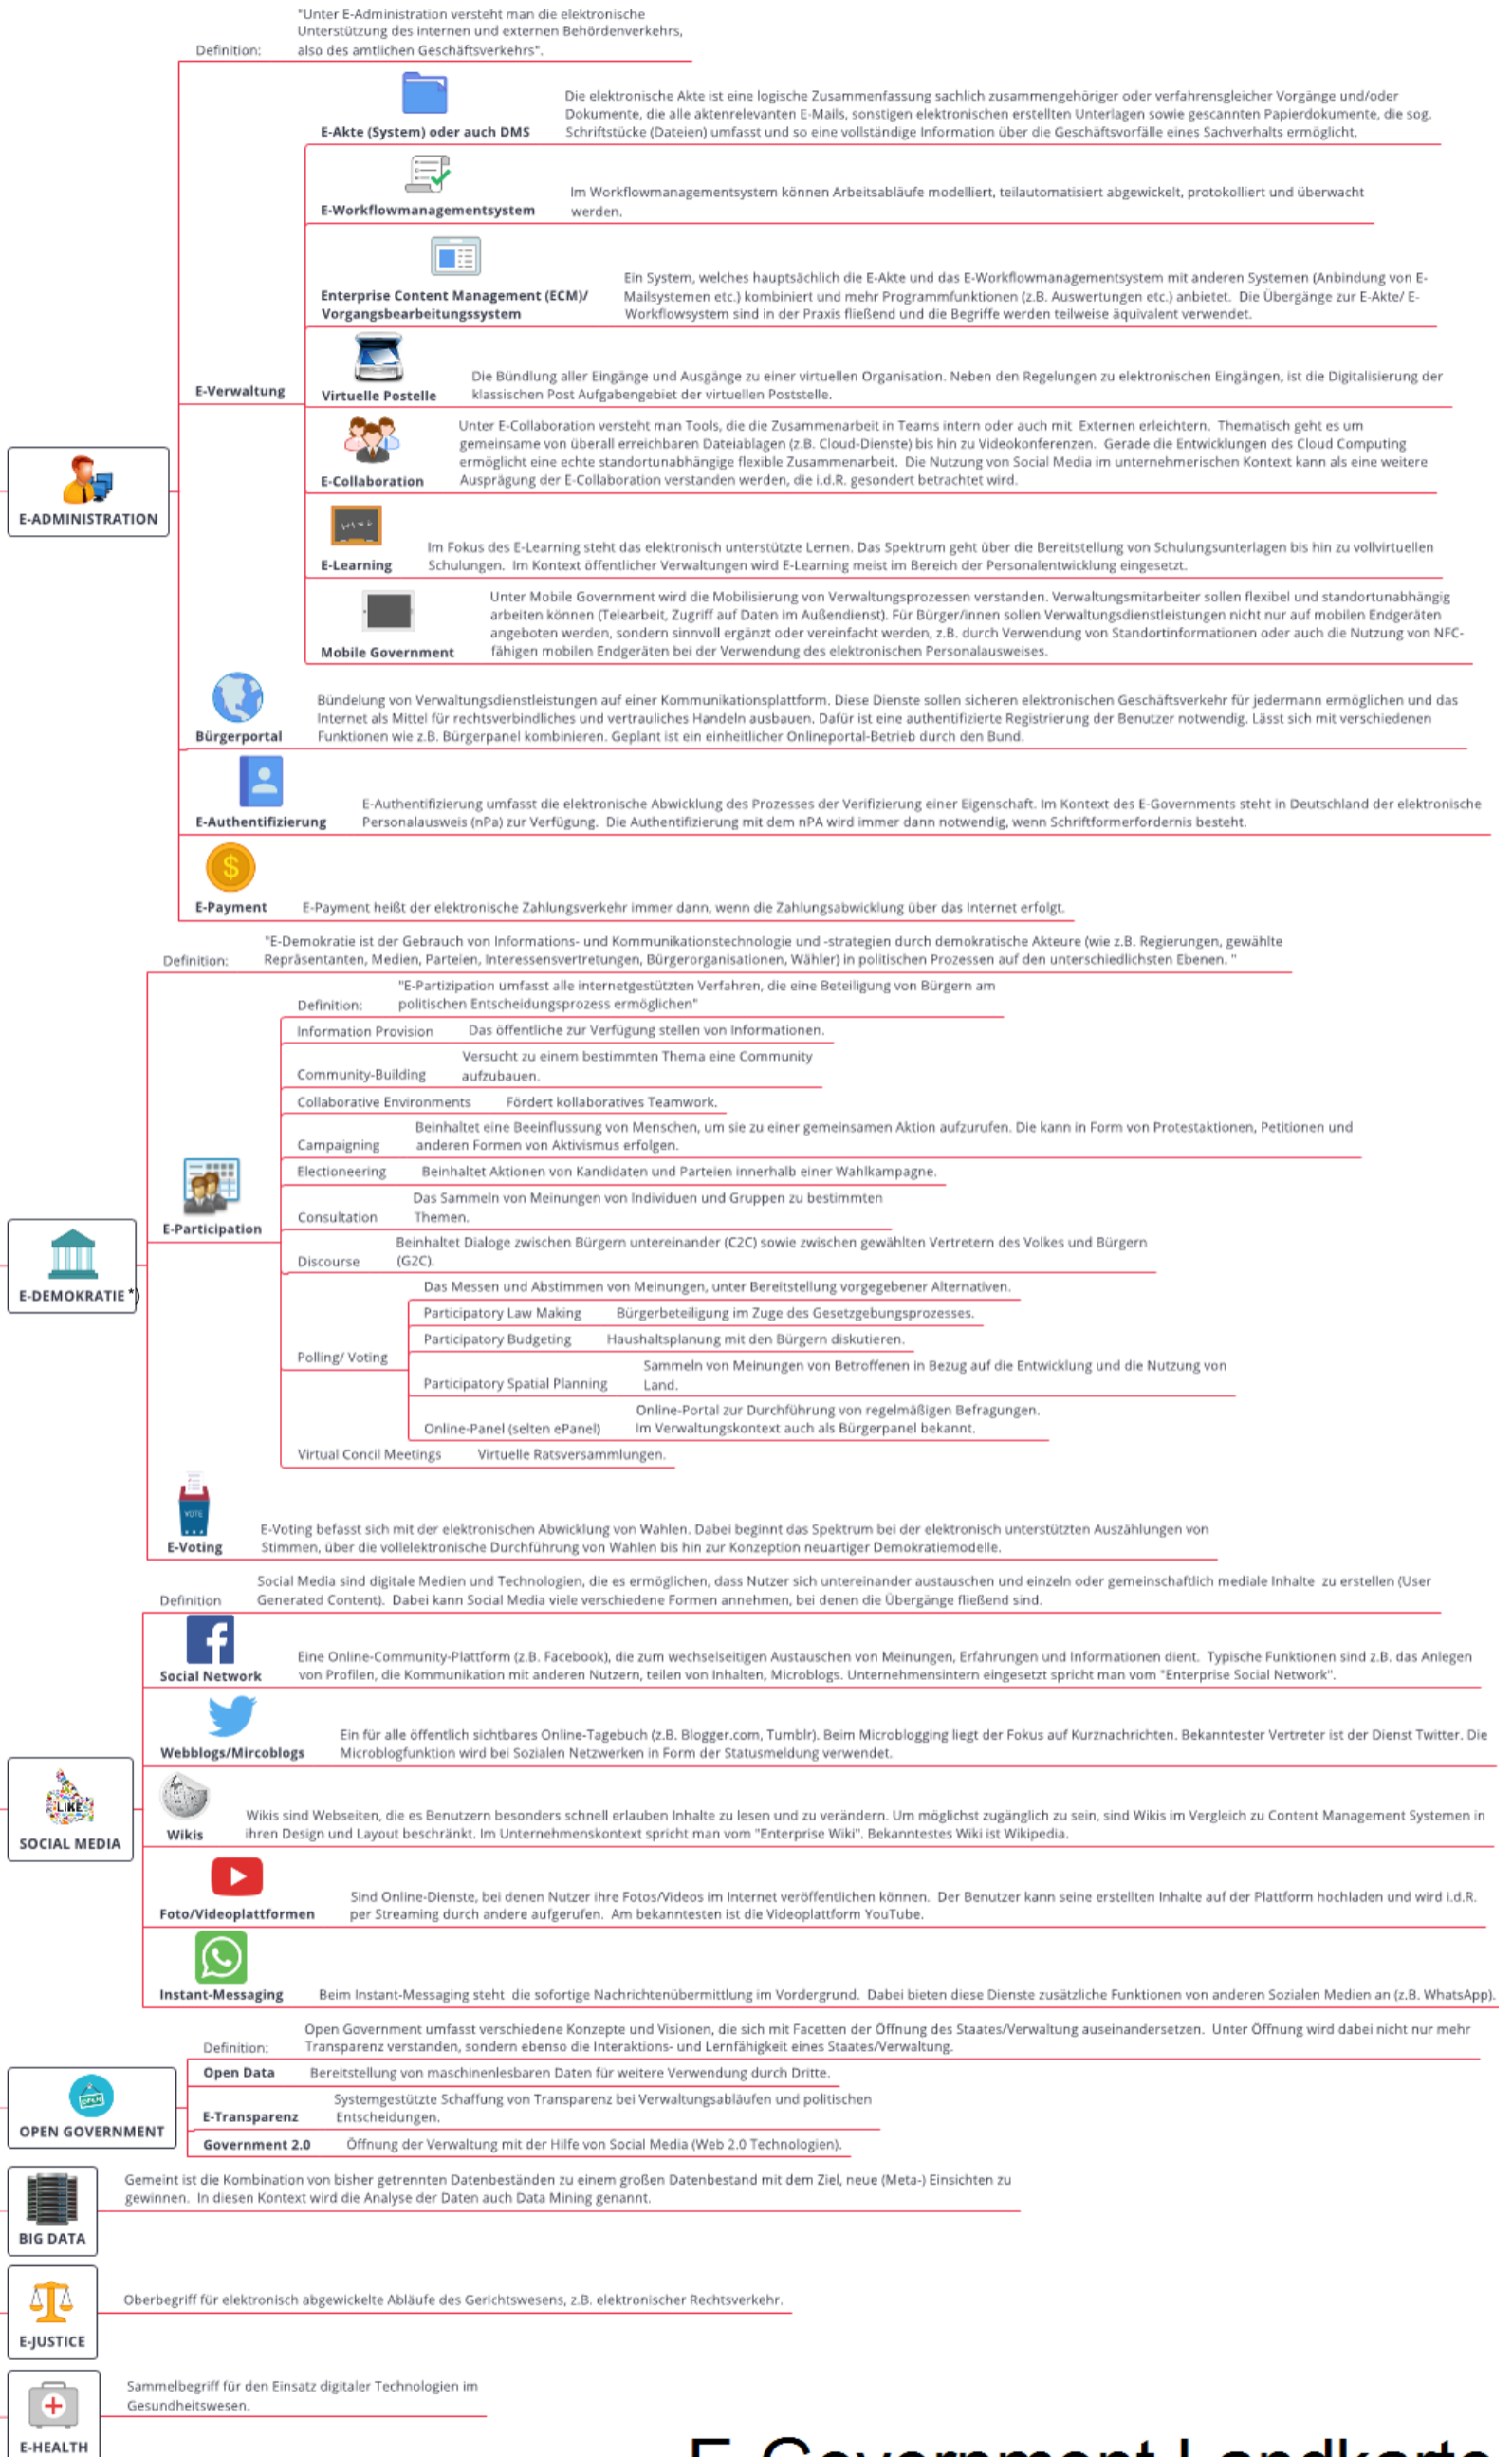 "Unter E-Administration versteht man die elektronische
Unterstützung des internen und externen Behördenverkehrs,
Definition: also des amtlichen Geschäftsverkehrs".
Die elektronische Akte ist eine logische Zusammenfassung sachlich zusammengehöriger oder verfahrensgleicher Vorgänge und/oder
Dokumente, die alle aktenrelevanten E-Mails, sonstigen elektronischen erstellten Unterlagen sowie gescannten Papierdokumente, die sog.
E-Akte (System) oder auch DMS Schriftstücke (Dateien) umfasst und so eine vollständige Information über die Geschäftsvorfälle eines Sachverhalts ermöglicht.
Im Workflowmanagementsystem können Arbeitsabläufe modelliert, teilautomatisiert abgewickelt, protokolliert und überwacht
E-Workflowmanagementsystem werden.
Ein System, welches hauptsächlich die E-Akte und das E-Workflowmanagementsystem mit anderen Systemen (Anbindung von E-
Enterprise Content Management (ECM)/ Mailsystemen etc.) kombiniert und mehr Programmfunktionen (z.B. Auswertungen etc.) anbietet. Die Übergänge zur E-Akte/ E-
Vorgangsbearbeitungssystem Workflowsystem sind in der Praxis fließend und die Begriffe werden teilweise äquivalent verwendet.
E-Verwaltung
Die Bündlung aller Eingänge und Ausgänge zu einer virtuellen Organisation. Neben den Regelungen zu elektronischen Eingängen, ist die Digitalisierung der
Virtuelle Postelle klassischen Post Aufgabengebiet der virtuellen Poststelle.
Unter E-Collaboration versteht man Tools, die die Zusammenarbeit in Teams intern oder auch mit Externen erleichtern. Thematisch geht es um
gemeinsame von überall erreichbaren Dateiablagen (z.B. Cloud-Dienste) bis hin zu Videokonferenzen. Gerade die Entwicklungen des Cloud Computing
ermöglicht eine echte standortunabhängige flexible Zusammenarbeit. Die Nutzung von Social Media im unternehmerischen Kontext kann als eine weitere
E-Collaboration Ausprägung der E-Collaboration verstanden werden, die i.d.R. gesondert betrachtet wird.
E-ADMINISTRATION
Im Fokus des E-Learning steht das elektronisch unterstützte Lernen. Das Spektrum geht über die Bereitstellung von Schulungsunterlagen bis hin zu vollvirtuellen
E-Learning Schulungen. Im Kontext öffentlicher Verwaltungen wird E-Learning meist im Bereich der Personalentwicklung eingesetzt.
Unter Mobile Government wird die Mobilisierung von Verwaltungsprozessen verstanden. Verwaltungsmitarbeiter sollen flexibel und standortunabhängig
arbeiten können (Telearbeit, Zugriff auf Daten im Außendienst). Für Bürger/innen sollen Verwaltungsdienstleistungen nicht nur auf mobilen Endgeräten
angeboten werden, sondern sinnvoll ergänzt oder vereinfacht werden, z.B. durch Verwendung von Standortinformationen oder auch die Nutzung von NFC-
Mobile Government fähigen mobilen Endgeräten bei der Verwendung des elektronischen Personalausweises.
Bündelung von Verwaltungsdienstleistungen auf einer Kommunikationsplattform. Diese Dienste sollen sicheren elektronischen Geschäftsverkehr für jedermann ermöglichen und das
Internet als Mittel für rechtsverbindliches und vertrauliches Handeln ausbauen. Dafür ist eine authentifizierte Registrierung der Benutzer notwendig. Lässt sich mit verschiedenen
Bürgerportal Funktionen wie z.B. Bürgerpanel kombinieren. Geplant ist ein einheitlicher Onlineportal-Betrieb durch den Bund.
E-Authentifizierung umfasst die elektronische Abwicklung des Prozesses der Verifizierung einer Eigenschaft. Im Kontext des E-Governments steht in Deutschland der elektronische
E-Authentifizierung Personalausweis (nPa) zur Verfügung. Die Authentifizierung mit dem nPA wird immer dann notwendig, wenn Schriftformerfordernis besteht.
$
E-Payment E-Payment heißt der elektronische Zahlungsverkehr immer dann, wenn die Zahlungsabwicklung über das Internet erfolgt.
"E-Demokratie ist der Gebrauch von Informations- und Kommunikationstechnologie und -strategien durch demokratische Akteure (wie z.B. Regierungen, gewählte
Definition: Repräsentanten, Medien, Parteien, Interessensvertretungen, Bürgerorganisationen, Wähler) in politischen Prozessen auf den unterschiedlichsten Ebenen. "
"E-Partizipation umfasst alle internetgestützten Verfahren, die eine Beteiligung von Bürgern am
Definition: politischen Entscheidungsprozess ermöglichen"
Information Provision Das öffentliche zur Verfügung stellen von Informationen.
Versucht zu einem bestimmten Thema eine Community
Community-Building aufzubauen.
Collaborative Environments Fördert kollaboratives Teamwork.
Beinhaltet eine Beeinflussung von Menschen, um sie zu einer gemeinsamen Aktion aufzurufen. Die kann in Form von Protestaktionen, Petitionen und
Campaigning anderen Formen von Aktivismus erfolgen.
Electioneering Beinhaltet Aktionen von Kandidaten und Parteien innerhalb einer Wahlkampagne.
Das Sammeln von Meinungen von Individuen und Gruppen zu bestimmten
Consultation Themen.
E-Participation
Beinhaltet Dialoge zwischen Bürgern untereinander (C2C) sowie zwischen gewählten Vertretern des Volkes und Bürgern
Discourse (G2C).
E-DEMOKRATIE *)
Das Messen und Abstimmen von Meinungen, unter Bereitstellung vorgegebener Alternativen.
Participatory Law Making Bürgerbeteiligung im Zuge des Gesetzgebungsprozesses.
Participatory Budgeting Haushaltsplanung mit den Bürgern diskutieren.
Polling/ Voting
Sammeln von Meinungen von Betroffenen in Bezug auf die Entwicklung und die Nutzung von
Participatory Spatial Planning Land.
Online-Portal zur Durchführung von regelmäßigen Befragungen.
Online-Panel (selten ePanel) Im Verwaltungskontext auch als Bürgerpanel bekannt.
Virtual Concil Meetings Virtuelle Ratsversammlungen.
VOTE
E-Voting befasst sich mit der elektronischen Abwicklung von Wahlen. Dabei beginnt das Spektrum bei der elektronisch unterstützten Auszählungen von
E-Voting Stimmen, über die vollelektronische Durchführung von Wahlen bis hin zur Konzeption neuartiger Demokratiemodelle.
Social Media sind digitale Medien und Technologien, die es ermöglichen, dass Nutzer sich untereinander austauschen und einzeln oder gemeinschaftlich mediale Inhalte zu erstellen (User
Definition Generated Content). Dabei kann Social Media viele verschiedene Formen annehmen, bei denen die Übergänge fließend sind.
Eine Online-Community-Plattform (z.B. Facebook), die zum wechselseitigen Austauschen von Meinungen, Erfahrungen und Informationen dient. Typische Funktionen sind z.B. das Anlegen
Social Network von Profilen, die Kommunikation mit anderen Nutzern, teilen von Inhalten, Microblogs. Unternehmensintern eingesetzt spricht man vom "Enterprise Social Network".
Ein für alle öffentlich sichtbares Online-Tagebuch (z.B. Blogger.com, Tumblr). Beim Microblogging liegt der Fokus auf Kurznachrichten. Bekanntester Vertreter ist der Dienst Twitter. Die
Webblogs/Mircoblogs Microblogfunktion wird bei Sozialen Netzwerken in Form der Statusmeldung verwendet.
LIKE
SOCIAL MEDIA
Wikis sind Webseiten, die es Benutzern besonders schnell erlauben Inhalte zu lesen und zu verändern. Um möglichst zugänglich zu sein, sind Wikis im Vergleich zu Content Management Systemen in
Wikis ihren Design und Layout beschränkt. Im Unternehmenskontext spricht man vom "Enterprise Wiki". Bekanntestes Wiki ist Wikipedia.
Sind Online-Dienste, bei denen Nutzer ihre Fotos/Videos im Internet veröffentlichen können. Der Benutzer kann seine erstellten Inhalte auf der Plattform hochladen und wird i.d.R.
Foto/Videoplattformen per Streaming durch andere aufgerufen. Am bekanntesten ist die Videoplattform YouTube.
Instant-Messaging Beim Instant-Messaging steht die sofortige Nachrichtenübermittlung im Vordergrund. Dabei bieten diese Dienste zusätzliche Funktionen von anderen Sozialen Medien an (z.B. WhatsApp).
Open Government umfasst verschiedene Konzepte und Visionen, die sich mit Facetten der Öffnung des Staates/Verwaltung auseinandersetzen. Unter Öffnung wird dabei nicht nur mehr
Definition: Transparenz verstanden, sondern ebenso die Interaktions- und Lernfähigkeit eines Staates/Verwaltung.
Open Data Bereitstellung von maschinenlesbaren Daten für weitere Verwendung durch Dritte.
OPEN
OPEN GOVERNMENT
Systemgestützte Schaffung von Transparenz bei Verwaltungsabläufen und politischen
E-Transparenz Entscheidungen.
Government 2.0 Öffnung der Verwaltung mit der Hilfe von Social Media (Web 2.0 Technologien).
Gemeint ist die Kombination von bisher getrennten Datenbeständen zu einem großen Datenbestand mit dem Ziel, neue (Meta-) Einsichten zu
gewinnen. In diesen Kontext wird die Analyse der Daten auch Data Mining genannt.
BIG DATA
Oberbegriff für elektronisch abgewickelte Abläufe des Gerichtswesens, z.B. elektronischer Rechtsverkehr.
E-JUSTICE
Sammelbegriff für den Einsatz digitaler Technologien im
Gesundheitswesen.
E-HEALTH
E-Government Landkarte